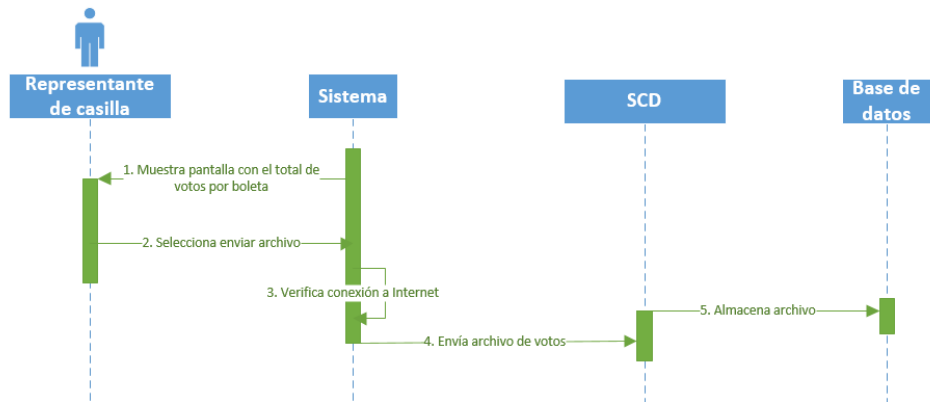 Representante
de casilla
Sistema
SCD
Base de
datos
1. Muestra pantalla con el total de
votos por boleta
2. Selecciona enviar archivo
3. Verifica conexión a Internet
4. Envía archivo de votos
5. Almacena archivo